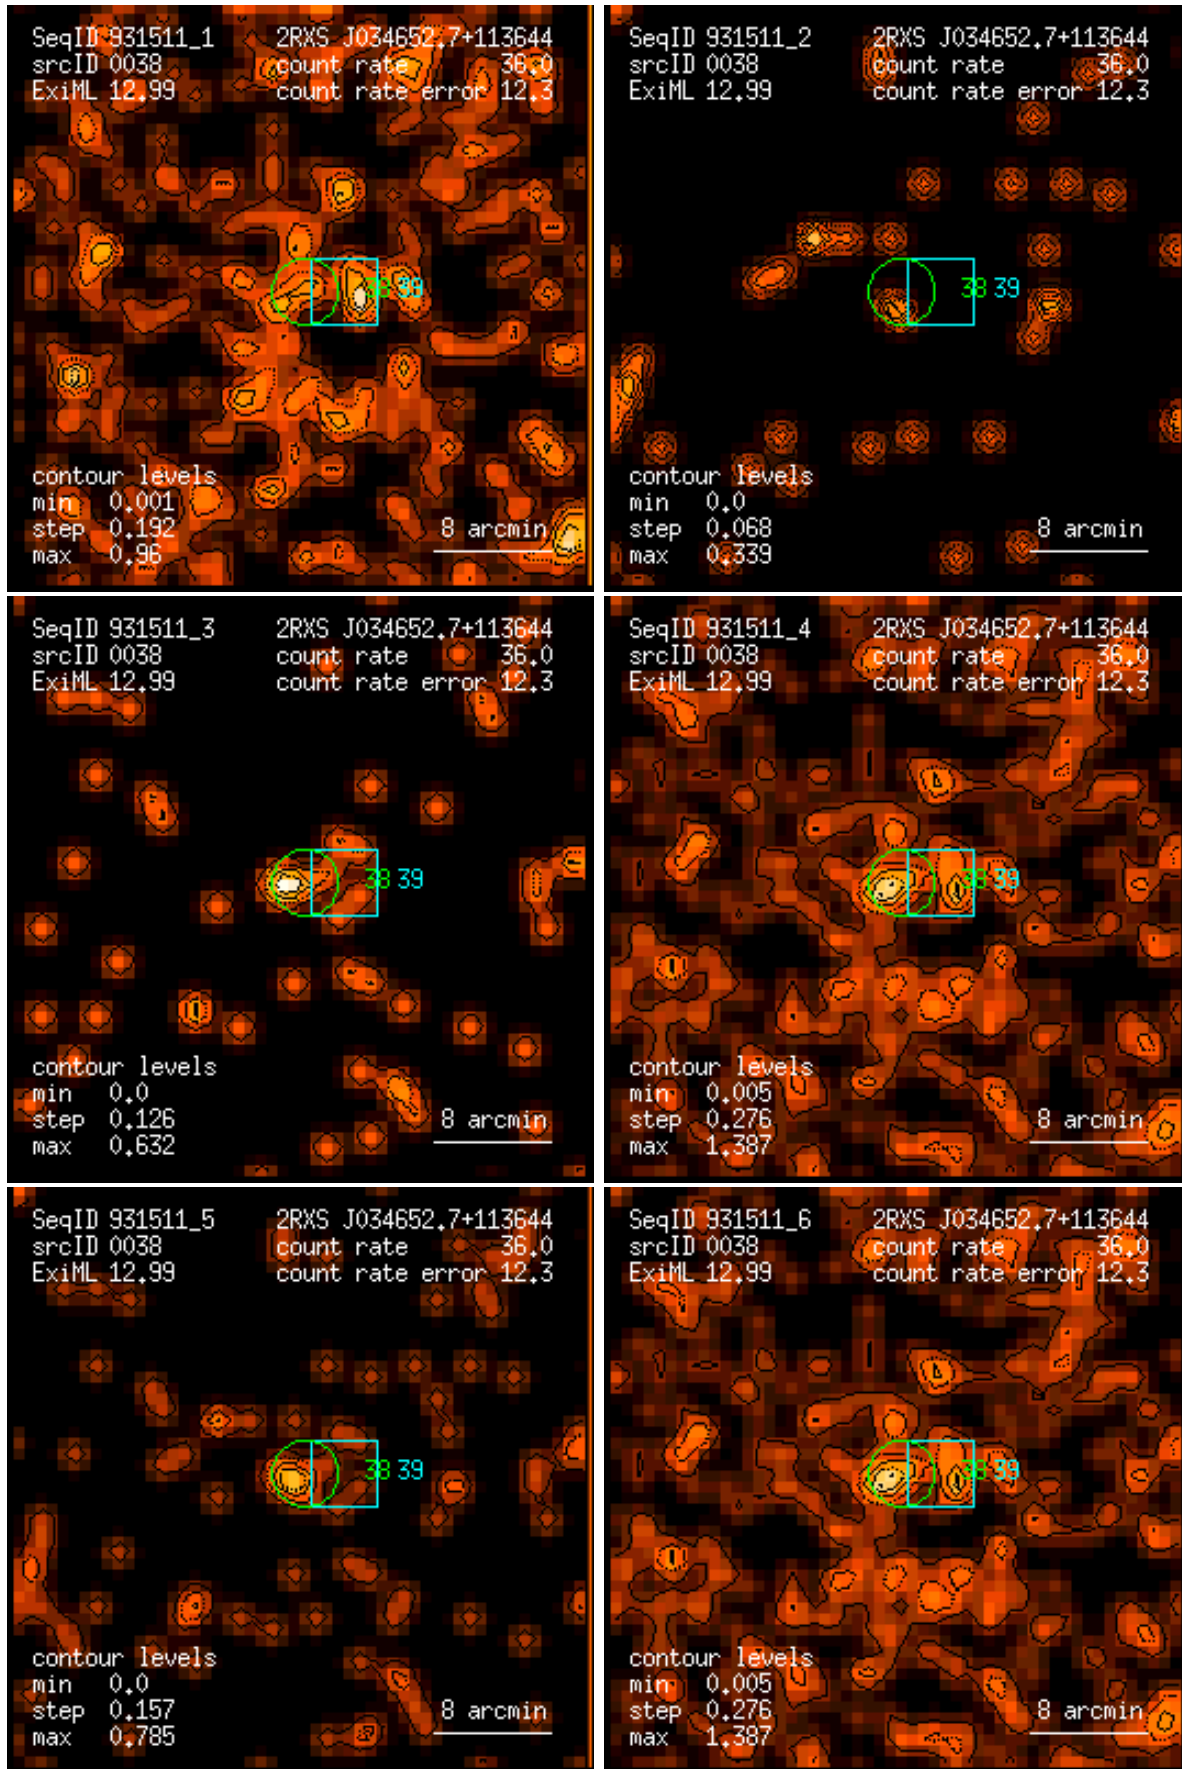 SeqID 931511_1 2RXS J034652.7+113644
srcID 0038 count rate 36.0
ExiML 12.99 count rate error 12.3
38 39
contour levels
min 0.001
step 0.192 8 arcmin
max 0.96
SeqID 931511_2 2RXS J034652.7+113644
srcID 0038 count rate 36.0
ExiML 12.99 count rate error 12.3
38 39
contour levels
min 0.0
step 0.068 8 arcmin
max 0.339
SeqID 931511_3 2RXS J034652.7+113644
srcID 0038 count rate 36.0
ExiML 12.99 count rate error 12.3
38 39
contour levels
min 0.0
step 0.126 8 arcmin
max 0.632
SeqID 931511_4 2RXS J034652.7+113644
srcID 0038 count rate 36.0
ExiML 12.99 count rate error 12.3
38 39
contour levels
min 0.005
step 0.276 8 arcmin
max 1.387
SeqID 931511_5 2RXS J034652.7+113644
srcID 0038 count rate 36.0
ExiML 12.99 count rate error 12.3
38 39
contour levels
min 0.0
step 0.157 8 arcmin
max 0.785
SeqID 931511_6 2RXS J034652.7+113644
srcID 0038 count rate 36.0
ExiML 12.99 count rate error 12.3
38 39
contour levels
min 0.005
step 0.276 8 arcmin
max 1.387